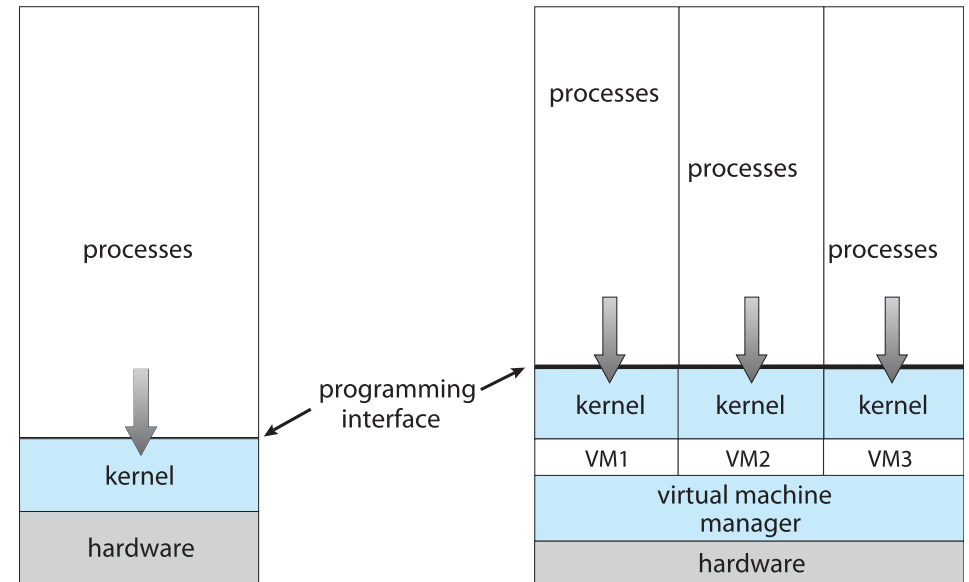 processes
kernel
hardware
programming
interface
processes
processes
processes
kernel
kernel
kernel
VM1
VM2
VM3
virtual machine
manager
hardware